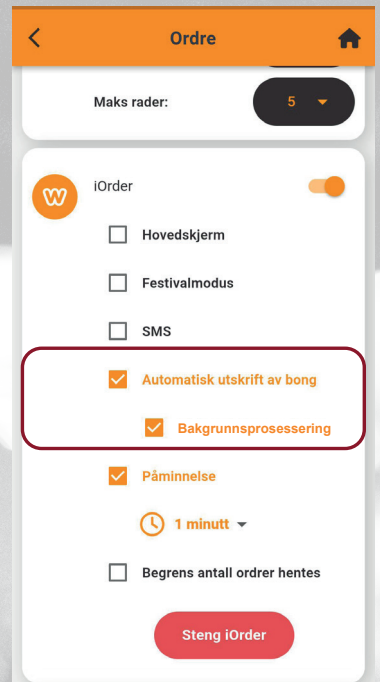 Ordre
Maks rader:
5
iOrder
Hovedskjerm
Festivalmodus
SMS
Automatisk utskrift av bong
Bakgrunnsprosessering
Påminnelse
1 minutt
Begrens antall ordrer hentes
Steng iOrder